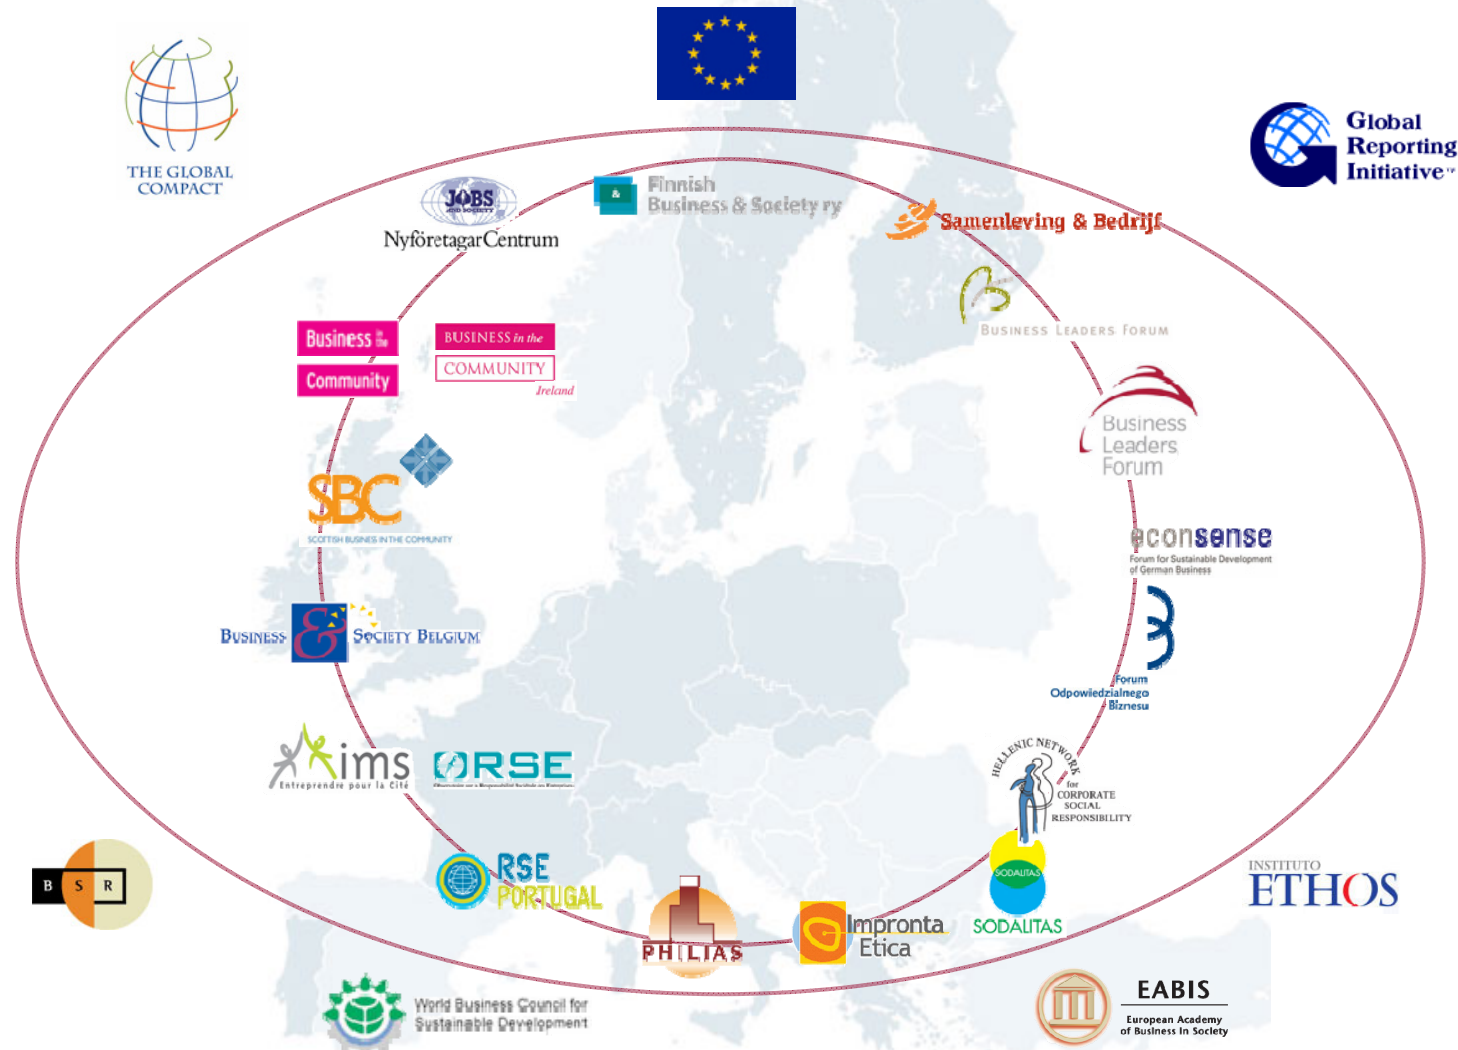 THE GLOBAL
COMPACT
Global
Reporting
Initiative
JOBS
AND SOCIETY
NyföretagarCentrum
&
Finnish
Business & Society ry
Samenleving & Bedrijf
BUSINESS LEADERS FORUM
Business in the
Community
BUSINESS in the
COMMUNITY
Ireland
Business
Leaders
Forum
SBC
SCOTTISH BUSINES IN THE COMMUNITY
econsense
Forum for Sustainable Development
of German Business
BUSINESS & SOCIETY BELGIUM
Forum
Odpowiedzialnego
Biznesu
ims
Entreprendre pour la Cité
ORSE
HELLENIC NETWORK
for
CORPORATE
SOCIAL
RESPONSIBILITY
RSE
PORTUGAL
SODALITAS
SODALITAS
B S R
PHILIAS
Impronta
Etica
INSTITUTO
ETHOS
World Business Council for
Sustainable Development
EABIS
European Academy
of Business in Society